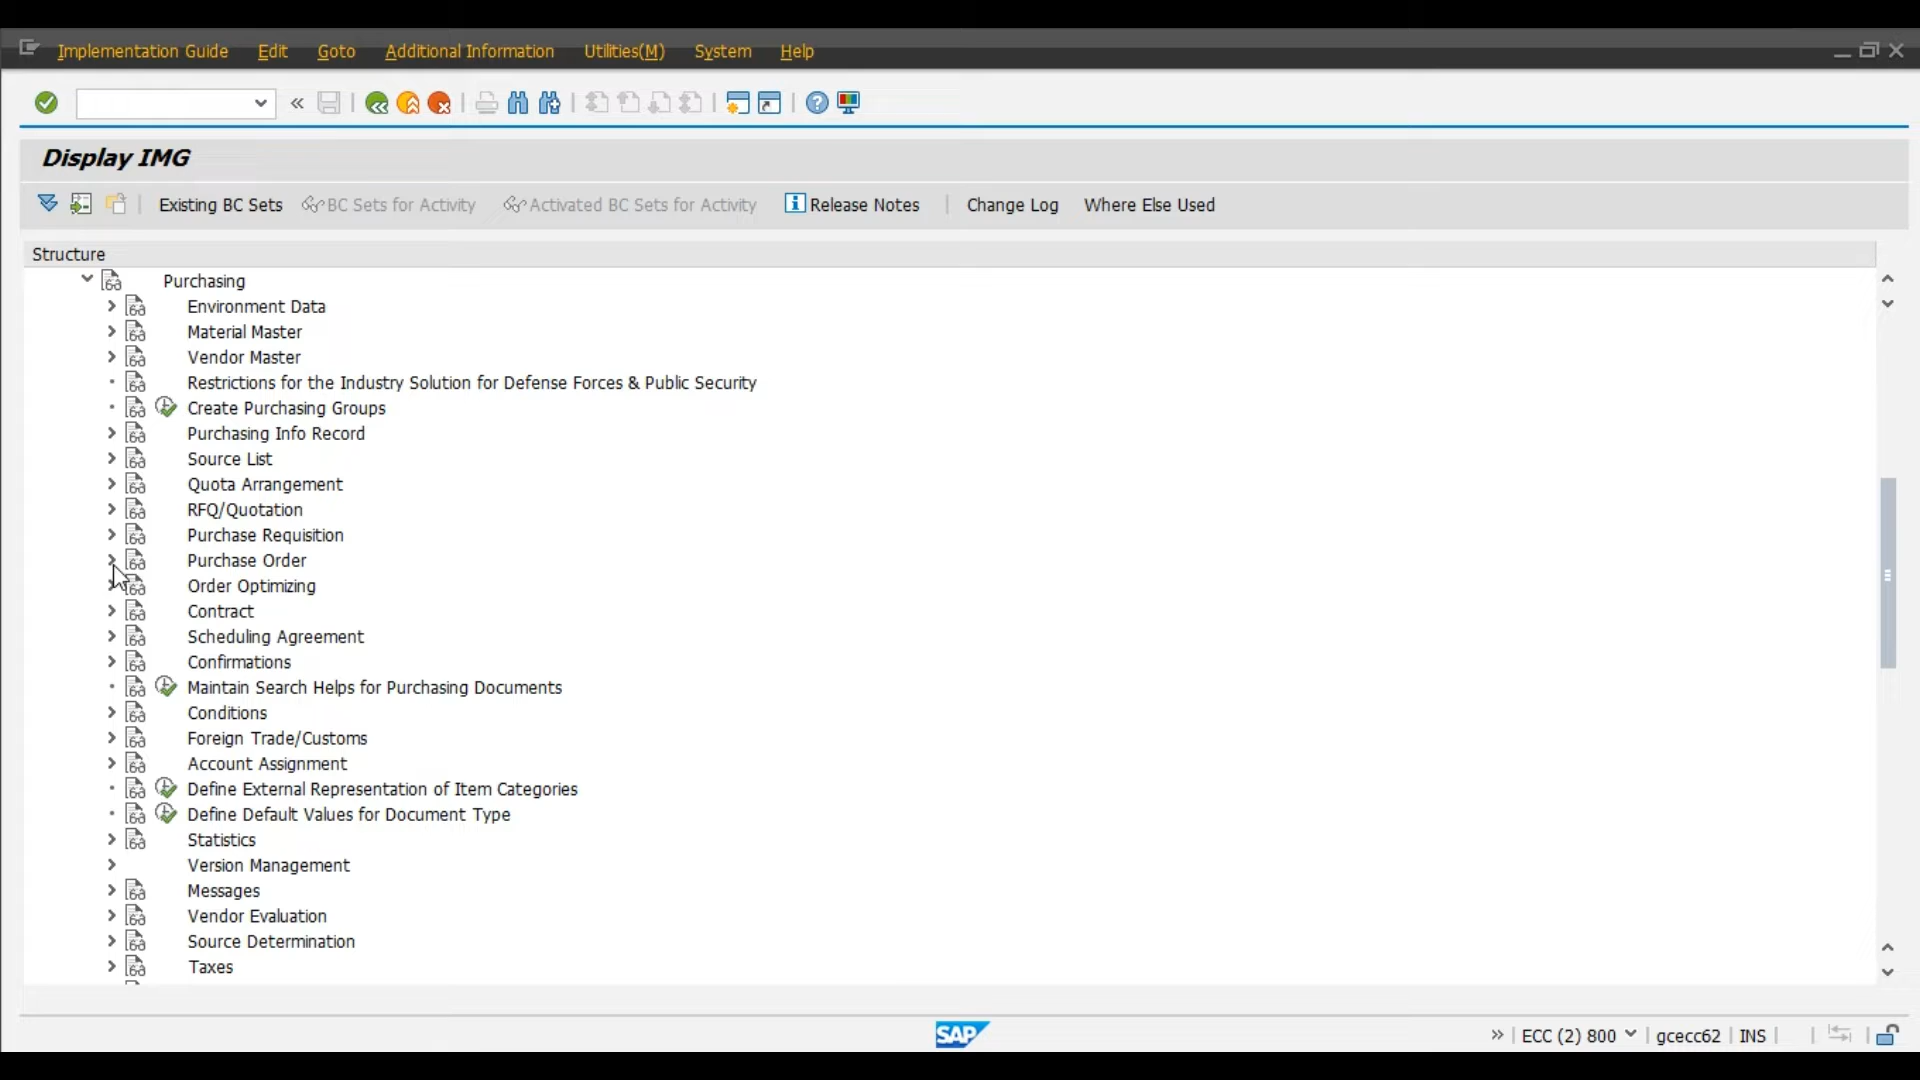 Implementation Guide Edit Goto Additional Information Utilities(M) System Help
Display IMG
Existing BC Sets BC Sets for Activity Activated BC Sets for Activity Release Notes Change Log Where Else Used
Structure
Purchasing
Environment Data
Material Master
Vendor Master
Restrictions for the Industry Solution for Defense Forces & Public Security
Create Purchasing Groups
Purchasing Info Record
Source List
Quota Arrangement
RFQ/Quotation
Purchase Requisition
Purchase Order
Order Optimizing
Contract
Scheduling Agreement
Confirmations
Maintain Search Helps for Purchasing Documents
Conditions
Foreign Trade/Customs
Account Assignment
Define External Representation of Item Categories
Define Default Values for Document Type
Statistics
Version Management
Messages
Vendor Evaluation
Source Determination
Taxes
SAP ECC (2) 800 gcecc62 INS